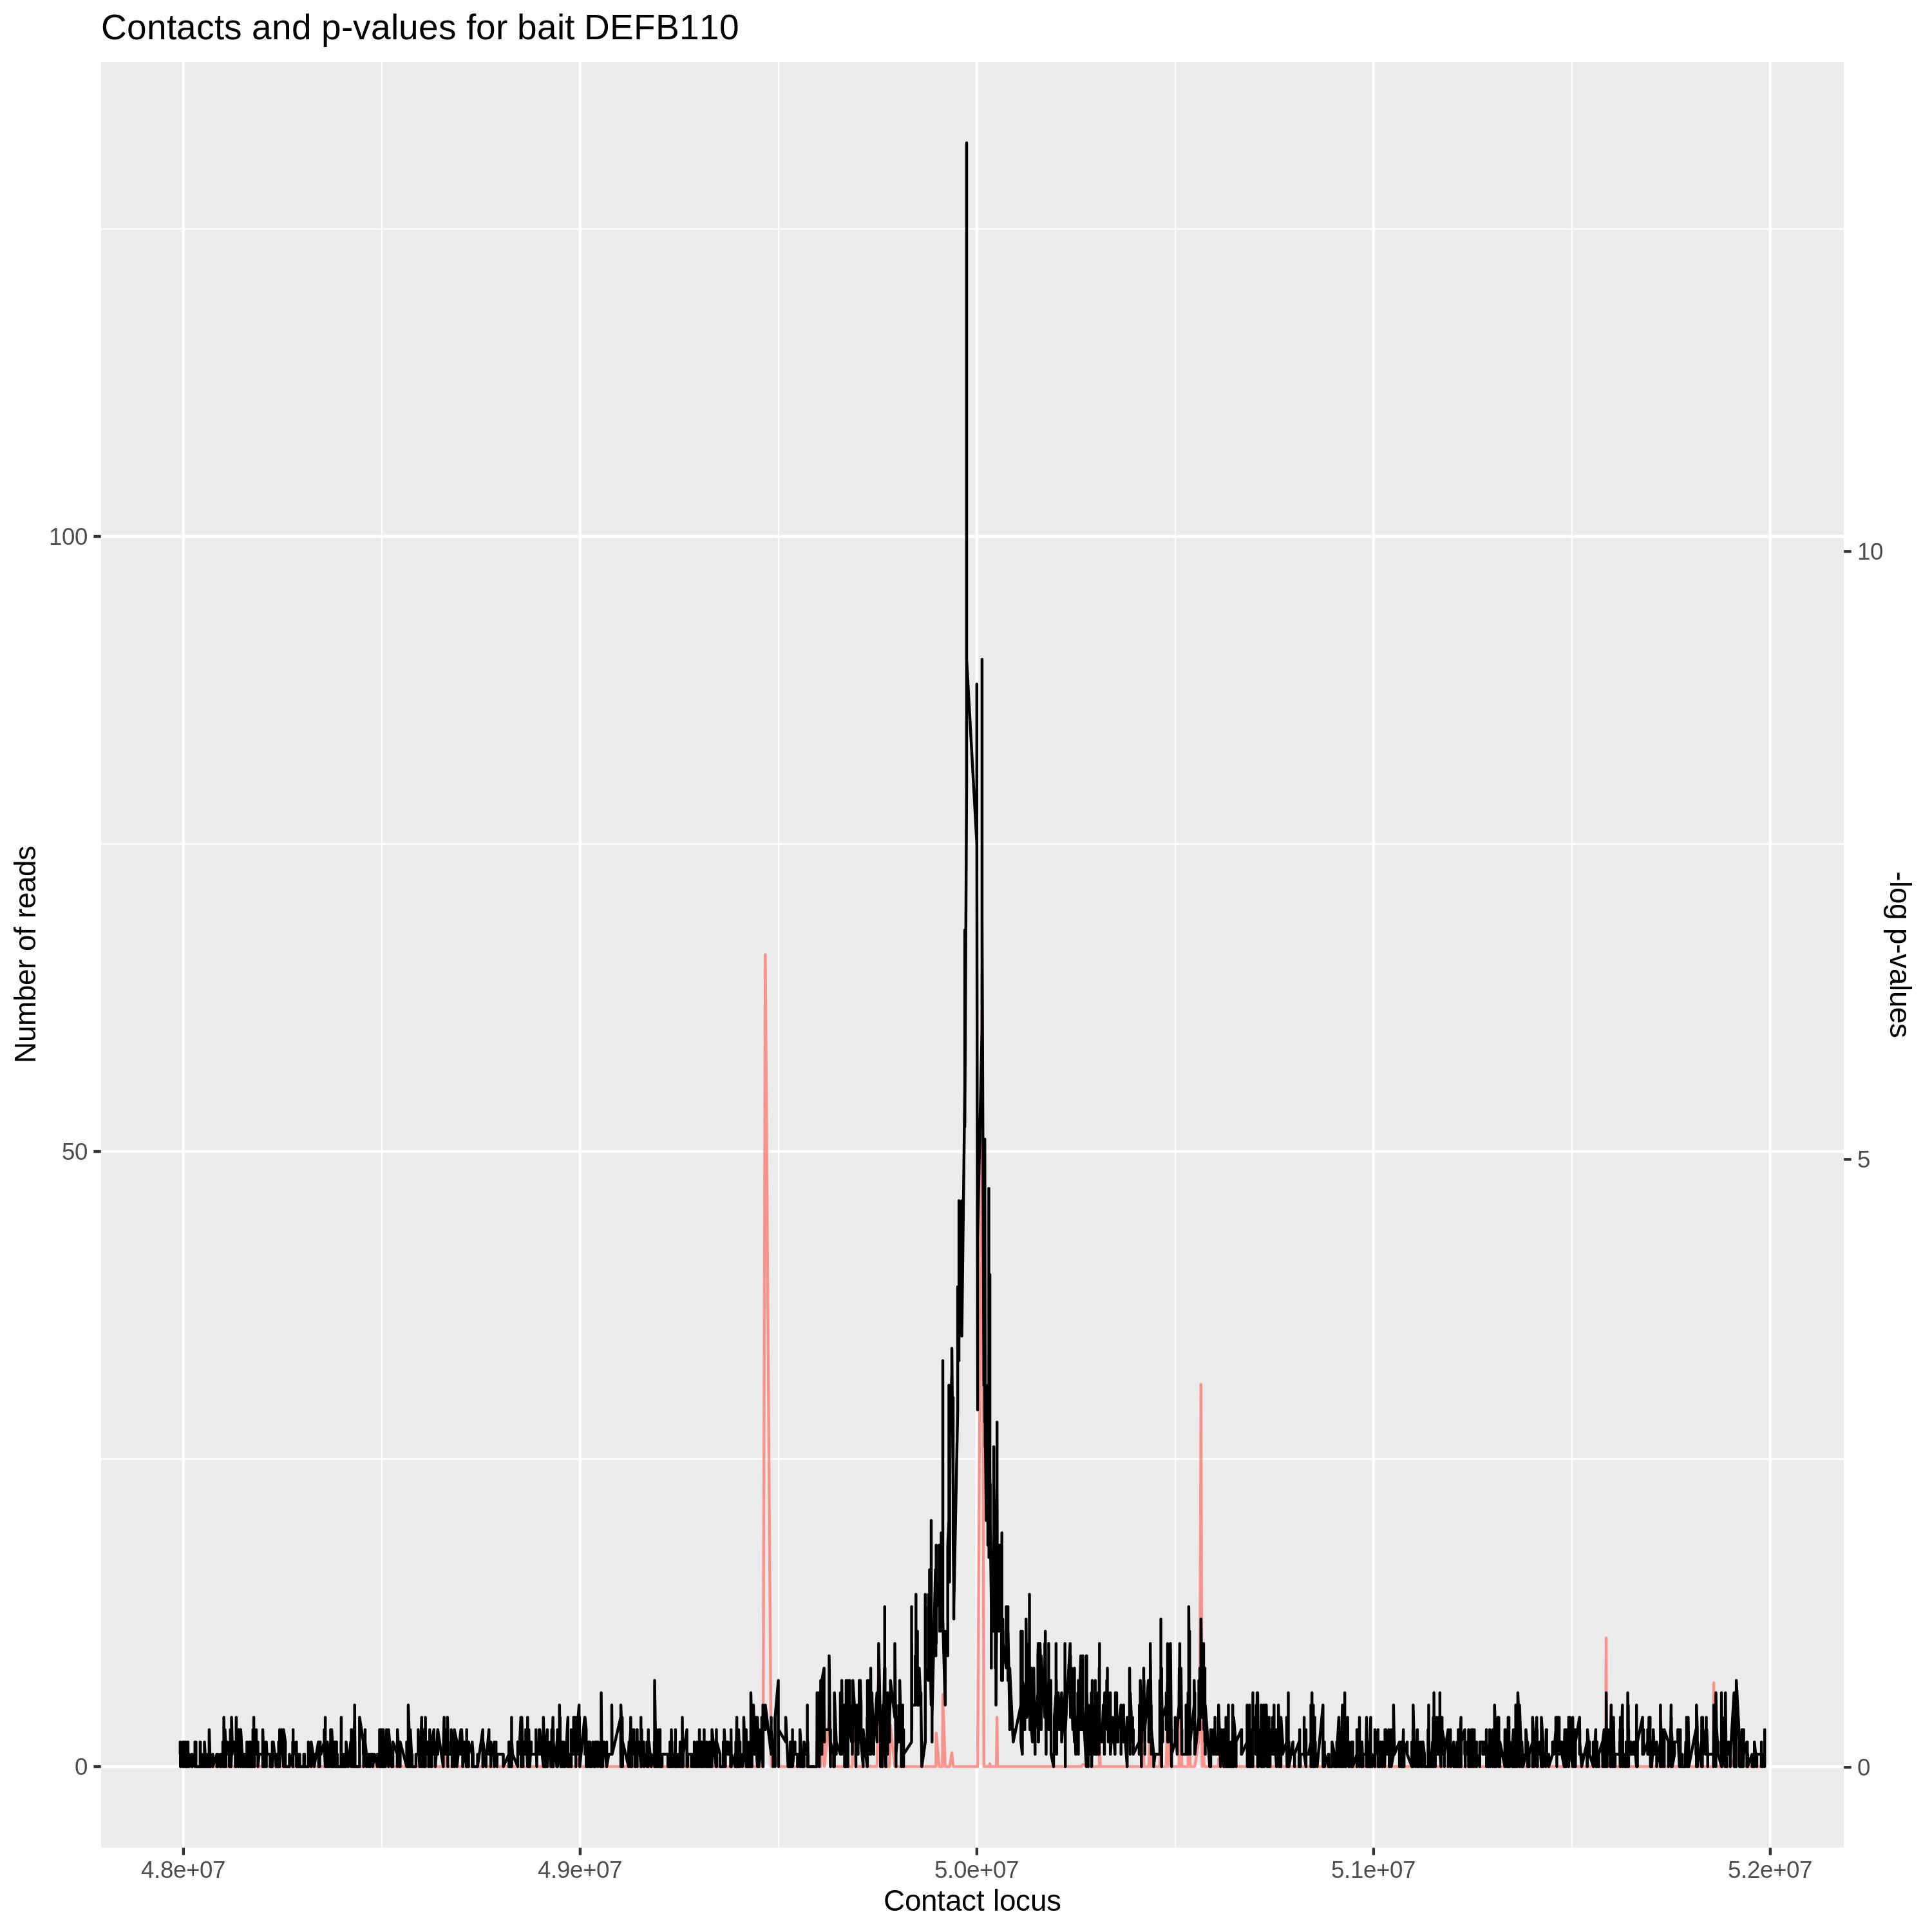 Contacts and p-values for bait DEFB110
Number of reads
100
50
0
10
5
0
-log p-values
4.8e+07
4.9e+07
5.0e+07
5.1e+07
5.2e+07
Contact locus